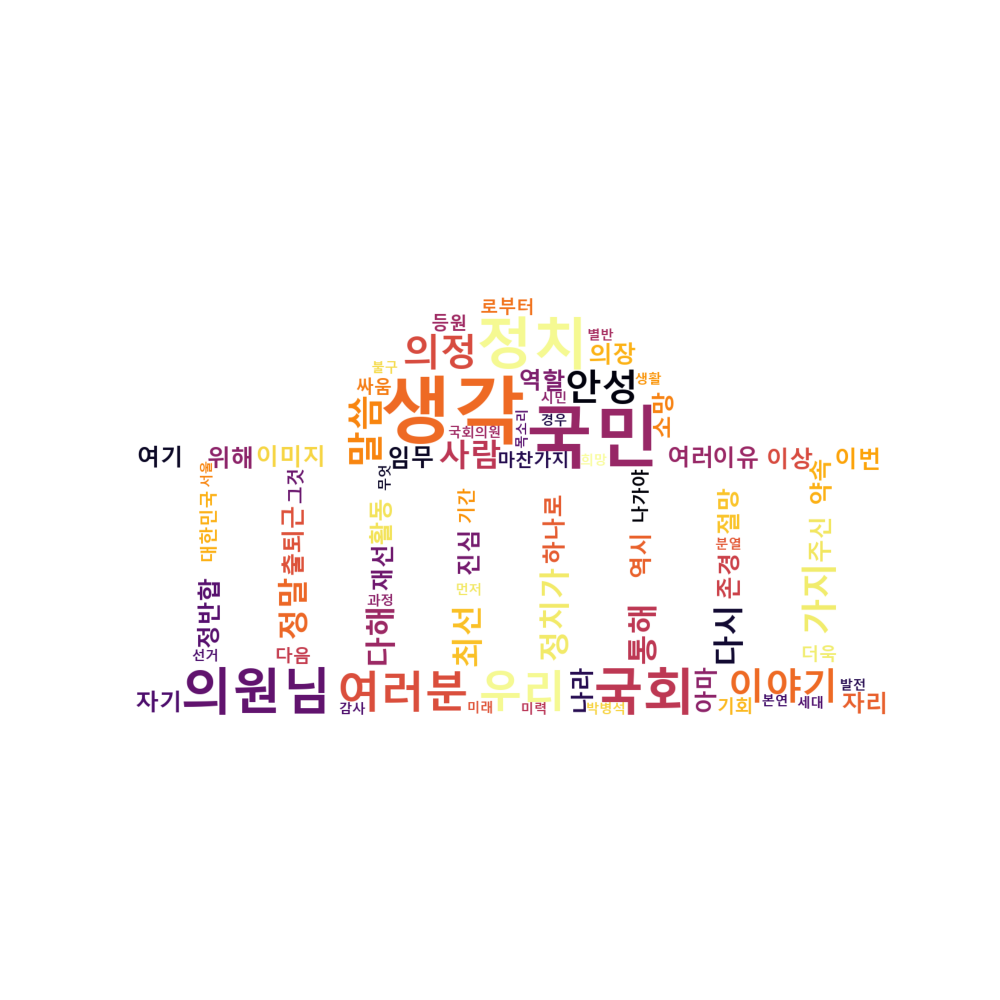 로부터
등원
정치
별반
의정
의장
불구
싸움
역할
안성
생활
생각
시민
말씀
국민
소망
목소리
경우
국회의원
여기
위해
이미지
임무
사람
마찬가지
희망
여러이유
이상
이번
서울
대한민국
그것
출퇴근
무엇
활동
재선
기간
진심
하나로
나가야
역시
절망
분열
존경
약속
주신
가지
정반합
선거
정말
다음
과정
다해
먼저
최선
정치가
통해
다시
더욱
자기
의원님
여러분
감사
우리
미래
미력
나라
박병석
국회
아마
이야기
기회
본연
세대
발전
자리